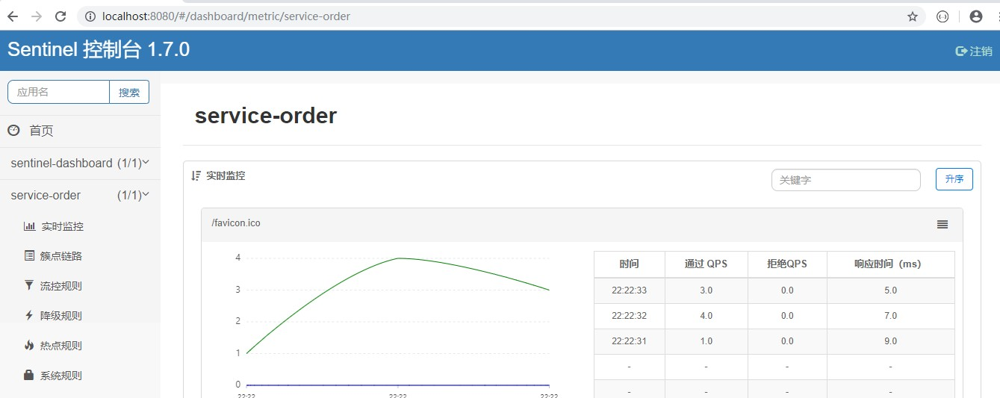 localhost:8080/#/dashboard/metric/service-order
Sentinel 控制台 1.7.0
注销
应用名 搜索
首页
sentinel-dashboard (1/1)
service-order (1/1)
实时监控
簇点链路
流控规则
降级规则
热点规则
系统规则
service-order
实时监控 关键字 升序
/favicon.ico
4
3
2
1
0
22:22 22:22 22:22
时间 通过 QPS 拒绝QPS 响应时间（ms）
22:22:33 3.0 0.0 5.0
22:22:32 4.0 0.0 7.0
22:22:31 1.0 0.0 9.0
- - - -
- - - -